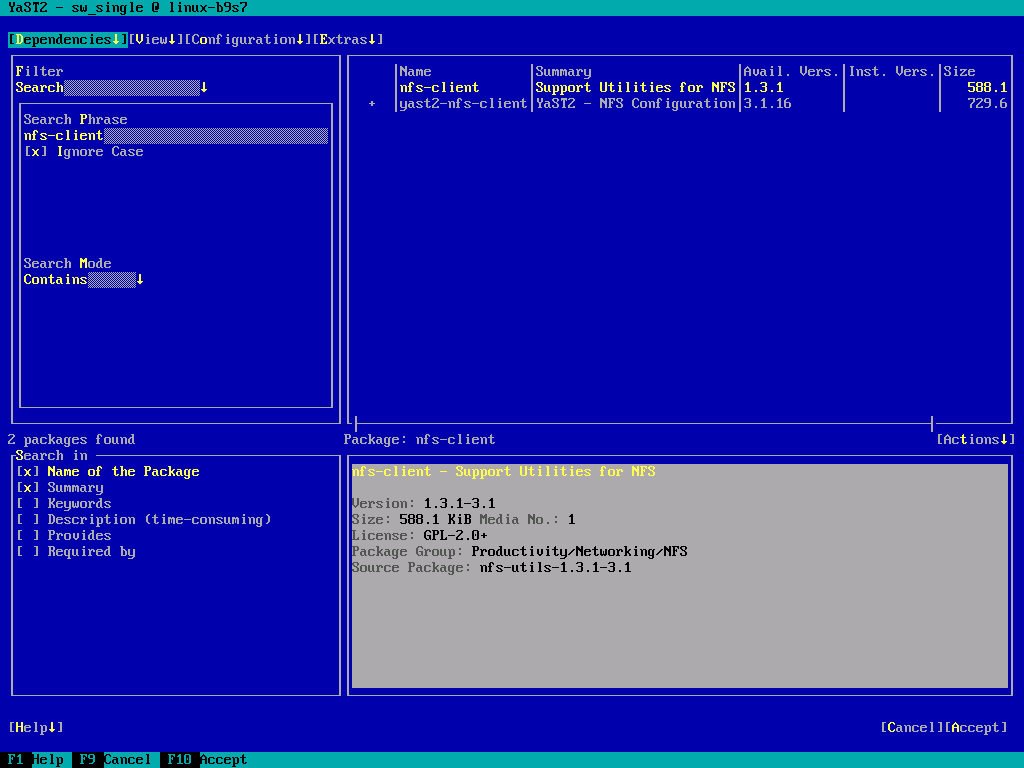 YaST2 - sw_single @ linux-b9s7
[Dependencies↓][View↓][Configuration↓][Extras↓]
Filter
Search↓
Search Phrase
nfs-client
[x] Ignore Case
Search Mode
Contains↓
|Name |Summary |Avail. Vers.|Inst. Vers.|Size
nfs-client |Support Utilities for NFS|1.3.1 | | 588.1
+ |yast2-nfs-client|YaST2 - NFS Configuration|3.1.16 | | 729.6
2 packages found
Package: nfs-client
[Actions↓]
Search in
[x] Name of the Package
[x] Summary
[ ] Keywords
[ ] Description (time-consuming)
[ ] Provides
[ ] Required by
nfs-client - Support Utilities for NFS
Version: 1.3.1-3.1
Size: 588.1 KiB Media No.: 1
License: GPL-2.0+
Package Group: Productivity/Networking/NFS
Source Package: nfs-utils-1.3.1-3.1
[Help↓]
[Cancel][Accept]
F1 Help F9 Cancel F10 Accept